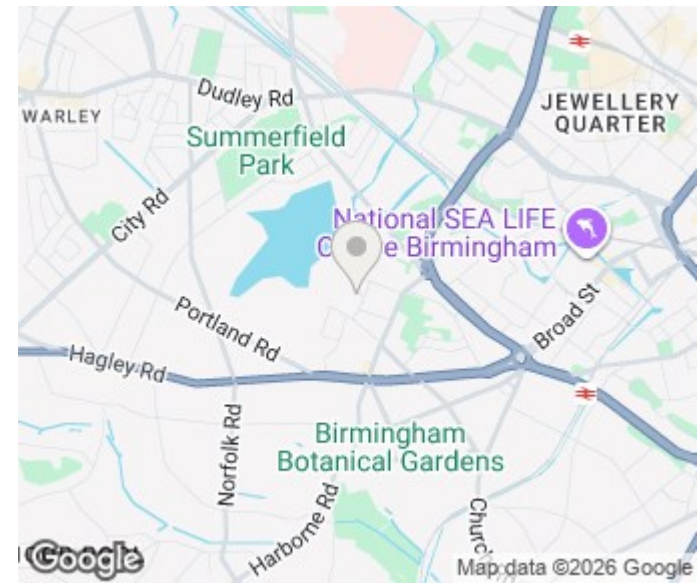 Dudley Rd
JEWELLERY
QUARTER
WARLEY
Summerfield
Park
City Rd
National SEA LIFE
Birmingham
Broad St
Portland Rd
Hagley Rd
Norfolk Rd
Birmingham
Botanical Gardens
Harborne Rd
Google
Map data ©2026 Google